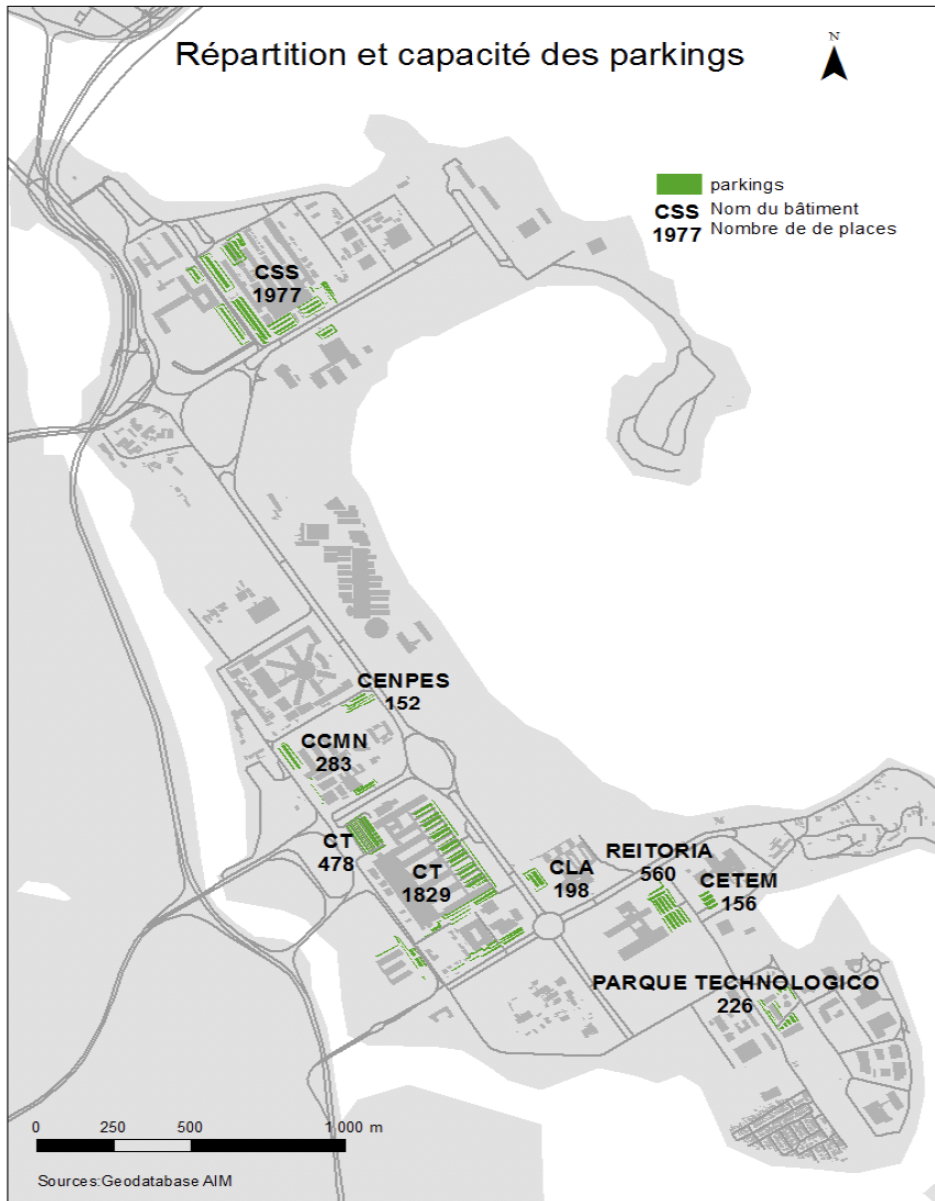 Répartition et capacité des parkings
N
parkings
CSS Nom du bâtiment
1977 Nombre de de places
CSS
1977
CENPES
152
CCMN
283
CT
478
CT
1829
CLA
198
REITORIA
560
CETEM
156
PARQUE TECHNOLOGICO
226
0 250 500 1 000 m
Sources:Geodatabase AIM